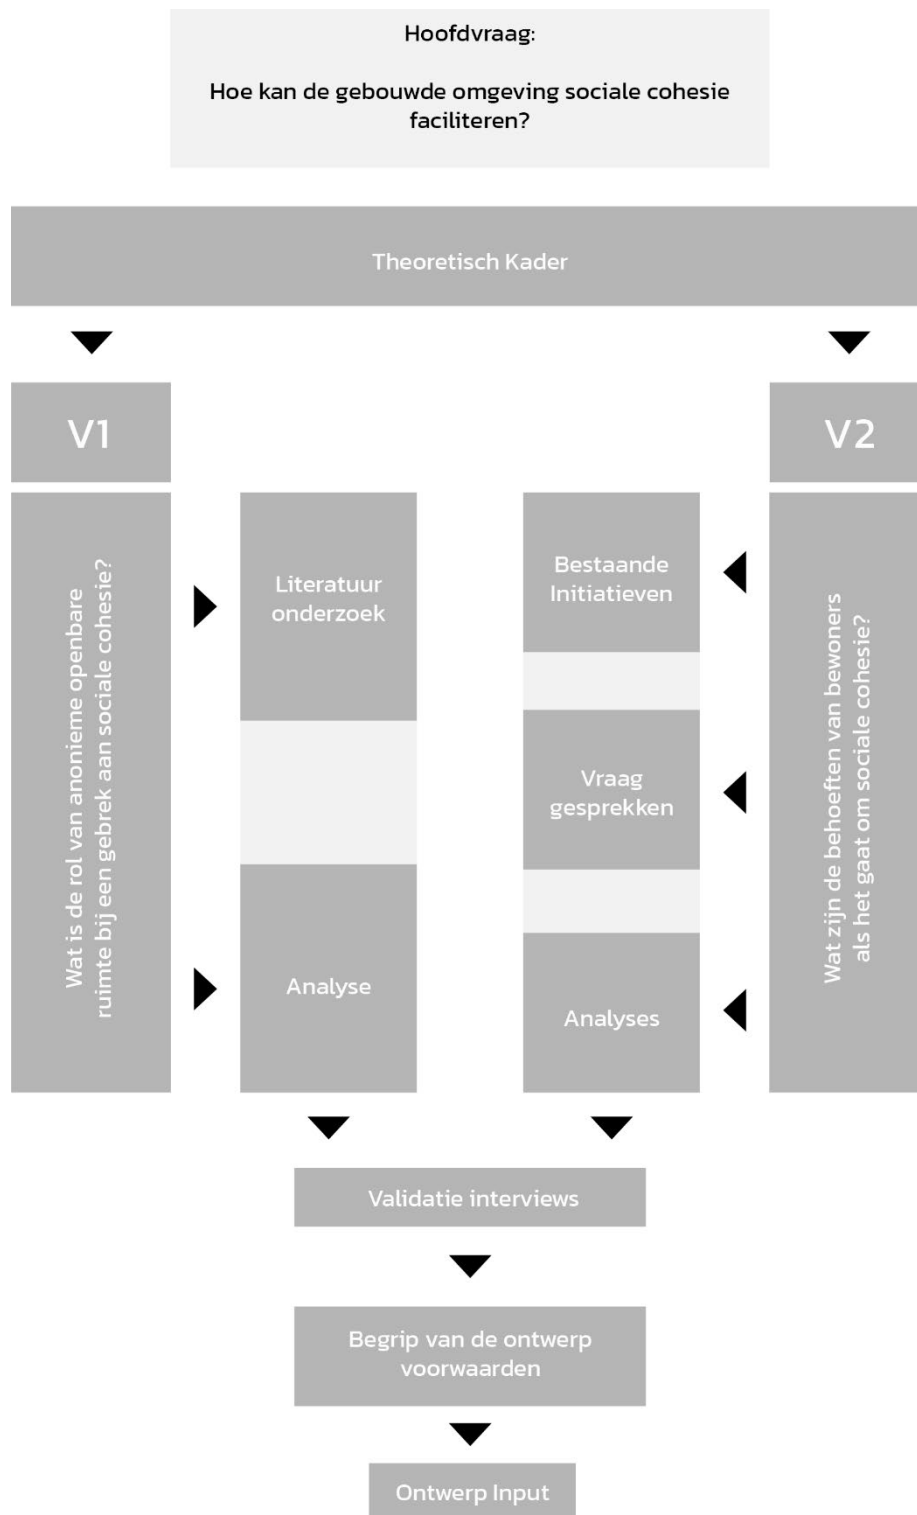 Hoofdvraag:
Hoe kan de gebouwde omgeving sociale cohesie
faciliteren?
Theoretisch Kader
V1
V2
Wat is de rol van anonieme openbare
ruimte bij een gebrek aan sociale cohesie?
Literatuur
onderzoek
Analyse
Bestaande
Initiatieven
Vraag
gesprekken
Analyses
Wat zijn de behoeften van bewoners
als het gaat om sociale cohesie?
Validatie interviews
Begrip van de ontwerp
voorwaarden
Ontwerp Input